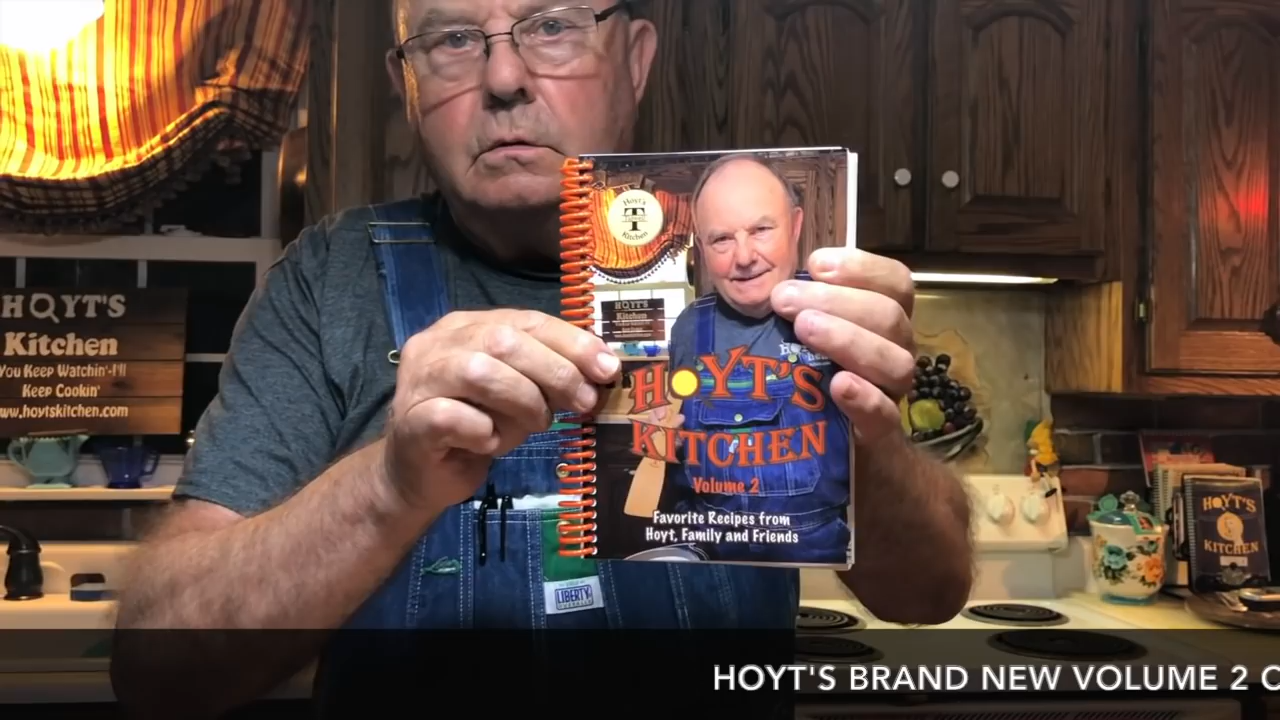 HOYT'S
Kitchen
You Keep Watchin'-I'll
Keep Cookin'
www.hoytskitchen.com
Hoyt's
T
Kitchen
HOYT'S
Kitchen
HOYT'S
KITCHEN
Volume 2
Favorite Recipes from
Hoyt, Family and Friends
LIBERTY
HOYT'S
KITCHEN
HOYT'S BRAND NEW VOLUME 2 C